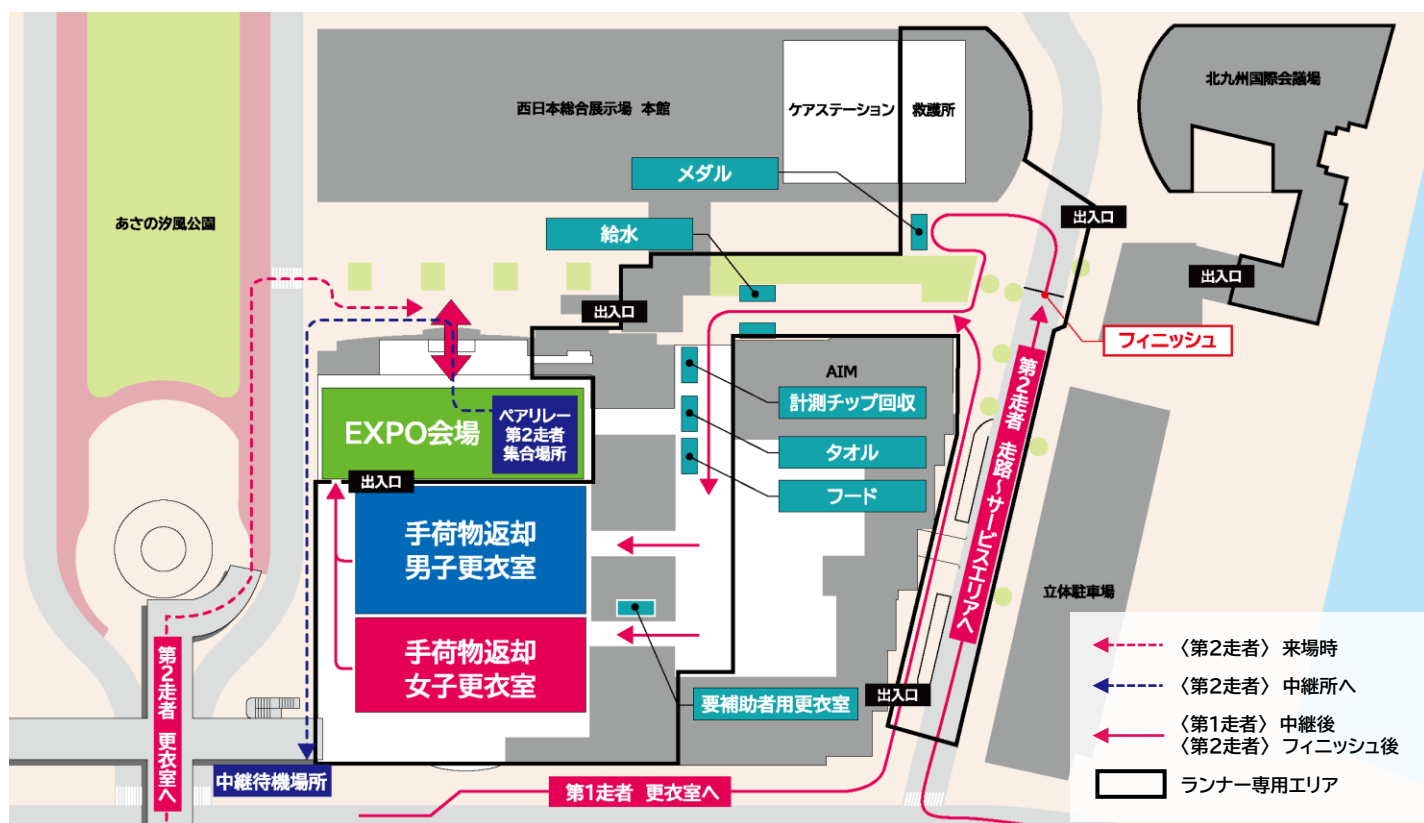 西日本総合展示場 本館
ケアステーション
救護所
北九州国際会議場
メダル
あさの汐風公園
給水
出入口
出入口
出入口
フィニッシュ
AIM
計測チップ回収
EXPO会場
ペアリレー
第2走者
集合場所
タオル
フード
出入口
手荷物返却
男子更衣室
手荷物返却
女子更衣室
要補助者用更衣室
出入口
第2走者 走路~サービスエリアへ
立体駐車場
第2走者 更衣室へ
中継待機場所
第1走者 更衣室へ
〈第2走者〉 来場時
〈第2走者〉 中継所へ
〈第1走者〉 中継後
〈第2走者〉 フィニッシュ後
ランナー専用エリア